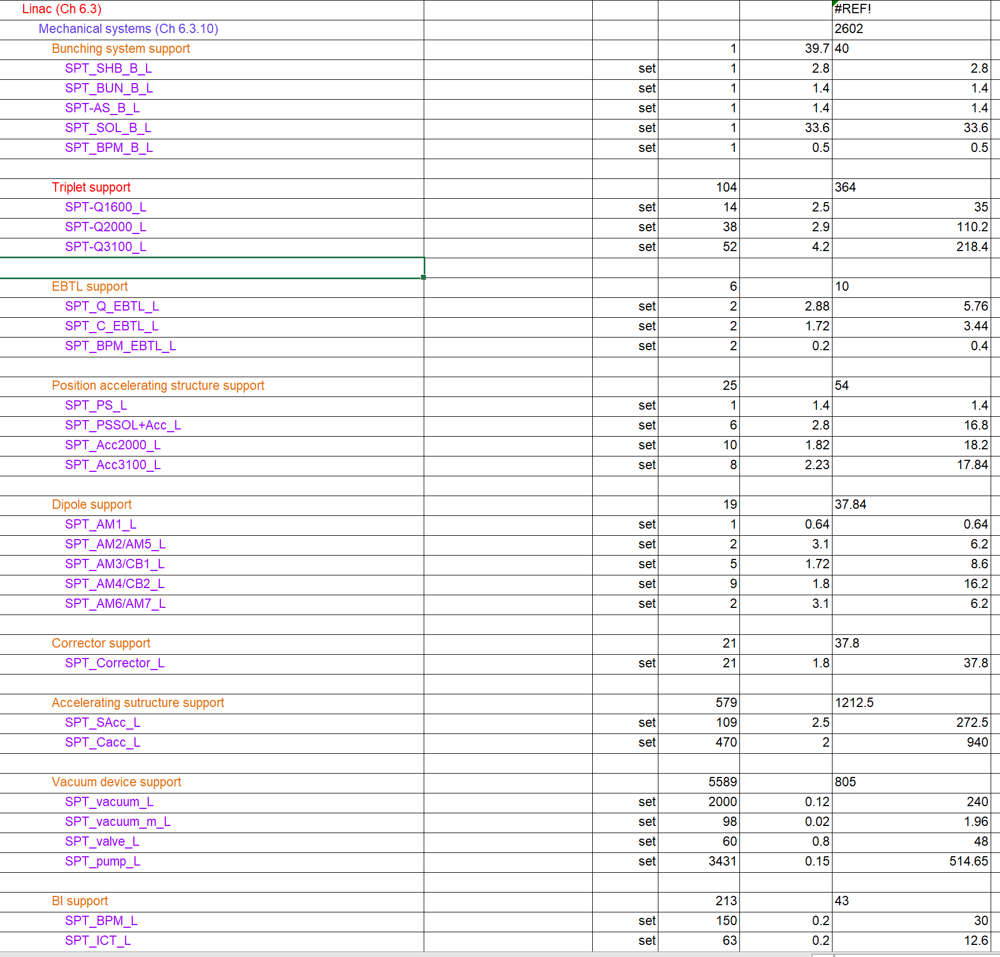 Linac (Ch 6.3) #REF!
Mechanical systems (Ch 6.3.10) 2602
Bunching system support 1 39.7 40
SPT_SHB_B_L set 1 2.8 2.8
SPT_BUN_B_L set 1 1.4 1.4
SPT-AS_B_L set 1 1.4 1.4
SPT_SOL_B_L set 1 33.6 33.6
SPT_BPM_B_L set 1 0.5 0.5
Triplet support 104 364
SPT-Q1600_L set 14 2.5 35
SPT-Q2000_L set 38 2.9 110.2
SPT-Q3100_L set 52 4.2 218.4
EBTL support 6 10
SPT_Q_EBTL_L set 2 2.88 5.76
SPT_C_EBTL_L set 2 1.72 3.44
SPT_BPM_EBTL_L set 2 0.2 0.4
Position accelerating structure support 25 54
SPT_PS_L set 1 1.4 1.4
SPT_PSSOL+Acc_L set 6 2.8 16.8
SPT_Acc2000_L set 10 1.82 18.2
SPT_Acc3100_L set 8 2.23 17.84
Dipole support 19 37.84
SPT_AM1_L set 1 0.64 0.64
SPT_AM2/AM5_L set 2 3.1 6.2
SPT_AM3/CB1_L set 5 1.72 8.6
SPT_AM4/CB2_L set 9 1.8 16.2
SPT_AM6/AM7_L set 2 3.1 6.2
Corrector support 21 37.8
SPT_Corrector_L set 21 1.8 37.8
Accelerating sutructure support 579 1212.5
SPT_SAcc_L set 109 2.5 272.5
SPT_Cacc_L set 470 2 940
Vacuum device support 5589 805
SPT_vacuum_L set 2000 0.12 240
SPT_vacuum_m_L set 98 0.02 1.96
SPT_valve_L set 60 0.8 48
SPT_pump_L set 3431 0.15 514.65
BI support 213 43
SPT_BPM_L set 150 0.2 30
SPT_ICT_L set 63 0.2 12.6